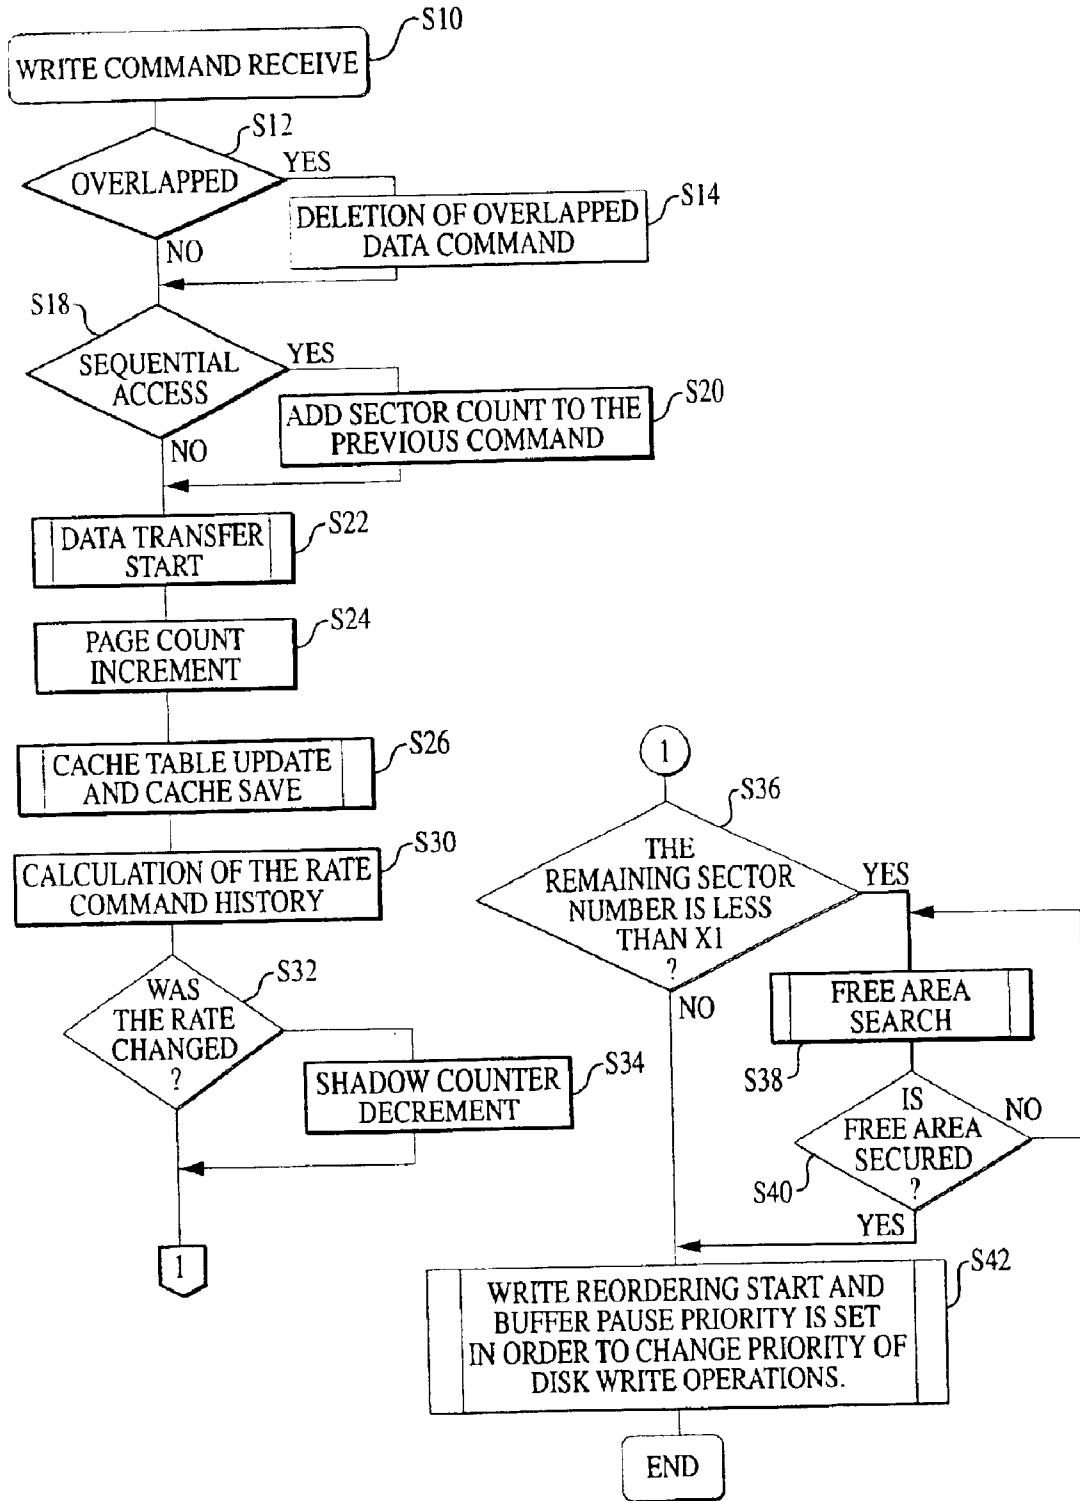 S10
WRITE COMMAND RECEIVE
S12
OVERLAPPED
YES
NO
S14
DELETION OF OVERLAPPED
DATA COMMAND
S18
SEQUENTIAL
ACCESS
YES
NO
S20
ADD SECTOR COUNT TO THE
PREVIOUS COMMAND
S22
DATA TRANSFER
START
S24
PAGE COUNT
INCREMENT
S26
CACHE TABLE UPDATE
AND CACHE SAVE
S30
CALCULATION OF THE RATE
COMMAND HISTORY
S32
WAS
THE RATE
CHANGED
?
S34
SHADOW COUNTER
DECREMENT
1
1
S36
THE
REMAINING SECTOR
NUMBER IS LESS
THAN X1
?
YES
NO
FREE AREA
SEARCH
S38
IS
FREE AREA
SECURED
?
NO
S40
YES
S42
WRITE REORDERING START AND
BUFFER PAUSE PRIORITY IS SET
IN ORDER TO CHANGE PRIORITY OF
DISK WRITE OPERATIONS.
END